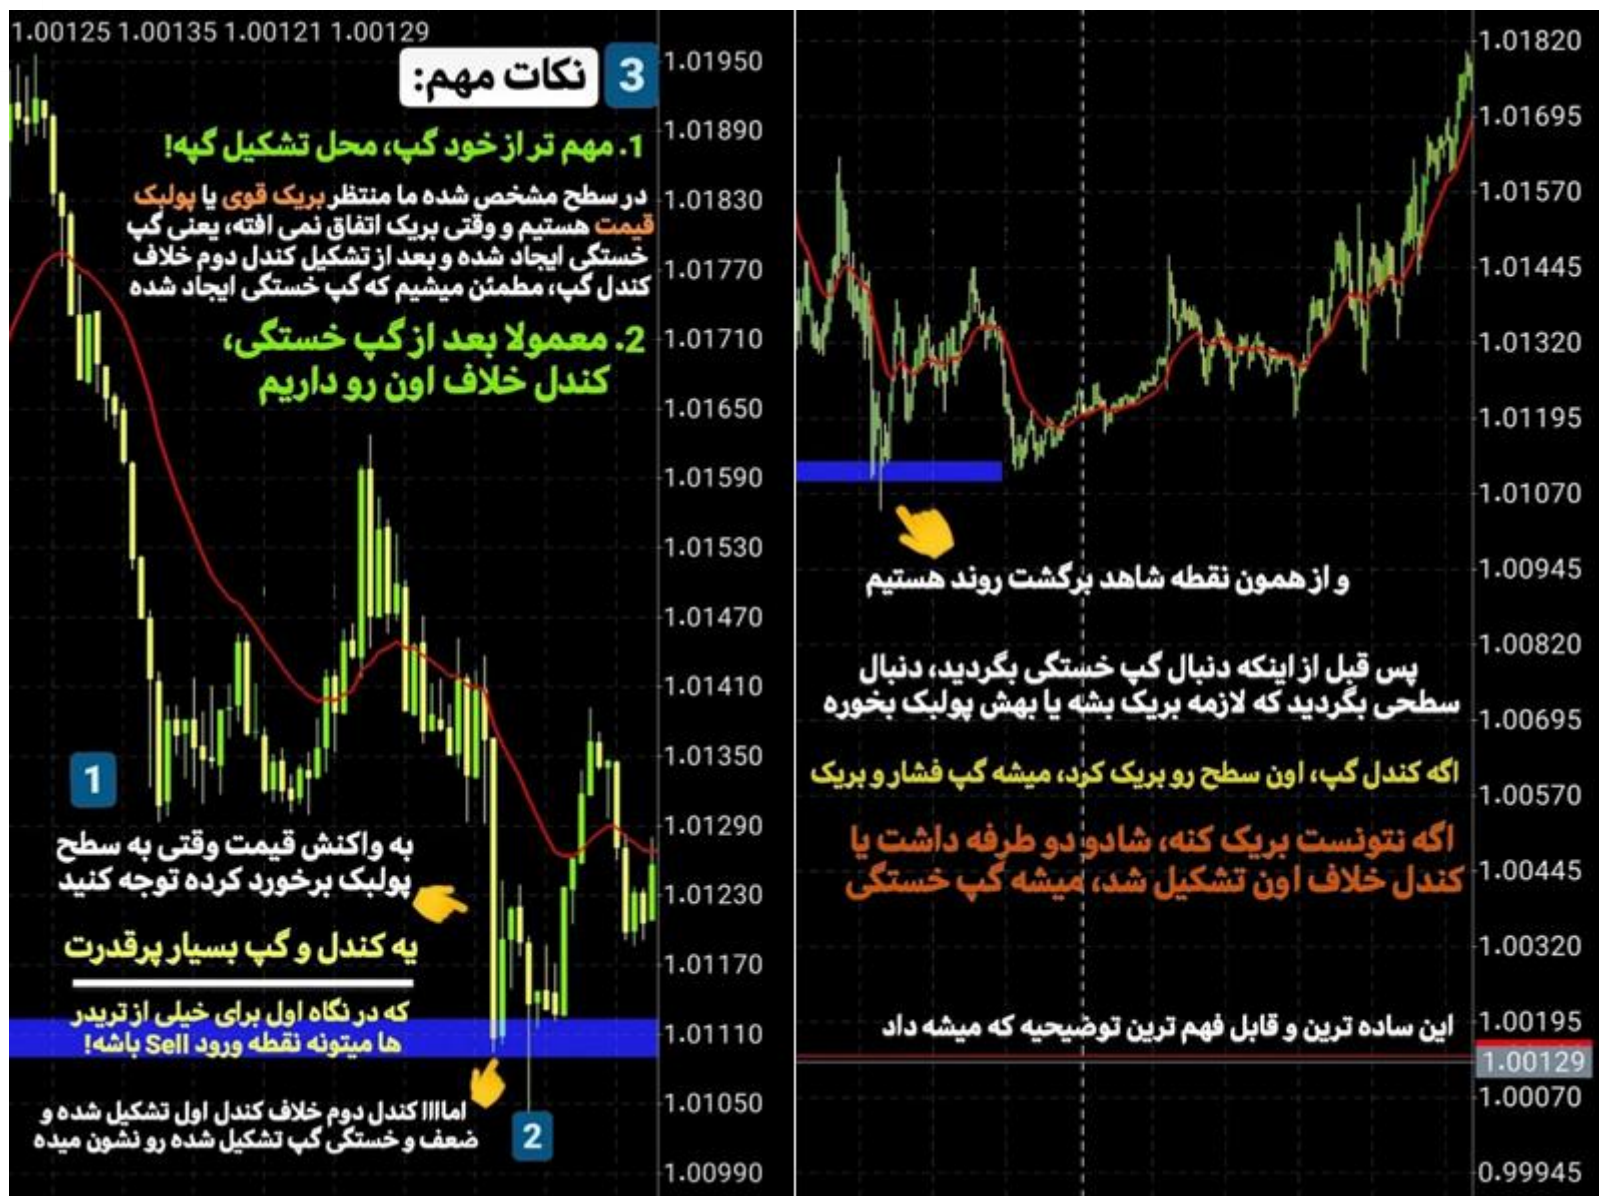 1.00125 1.00135 1.00121 1.00129
3
نکات مهم:
1. مهم تر از خود گپ، محل تشکیل گپه!
در سطح مشخص شده ما منتظر بریک قوی یا پولبک
قیمت هستیم و وقتی بریک اتفاق نمی افته، یعنی گپ
خستگی ایجاد شده و بعد از تشکیل کندل دوم خلاف
کندل گپ، مطمئن میشیم که گپ خستگی ایجاد شده
2. معمولا بعد از گپ خستگی،
کندل خلاف اون رو داریم
1
به واکنش قیمت وقتی به سطح
پولبک برخورد کرده توجه کنید
یه کندل و گپ بسیار پرقدرت
که در نگاه اول برای خیلی از تریدر
ها میتونه نقطه ورود Sell باشه!
اماااا کندل دوم خلاف کندل اول تشکیل شده و
ضعف و خستگی گپ تشکیل شده رو نشون میده
2
1.01950
1.01890
1.01830
1.01770
1.01710
1.01650
1.01590
1.01530
1.01470
1.01410
1.01350
1.01290
1.01230
1.01170
1.01110
1.01050
1.00990
و از همون نقطه شاهد برگشت روند هستیم
پس قبل از اینکه دنبال گپ خستگی بگردید، دنبال
سطحی بگردید که لازمه بریک بشه یا بهش پولبک بخوره
اگه کندل گپ، اون سطح رو بریک کرد، میشه گپ فشار و بریک
اگه نتونست بریک کنه، شادو دو طرفه داشت یا
کندل خلاف اون تشکیل شد، میشه گپ خستگی
این ساده ترین و قابل فهم ترین توضیحیه که میشه داد
1.01820
1.01695
1.01570
1.01445
1.01320
1.01195
1.01070
1.00945
1.00820
1.00695
1.00570
1.00445
1.00320
1.00195
1.00129
1.00070
0.99945